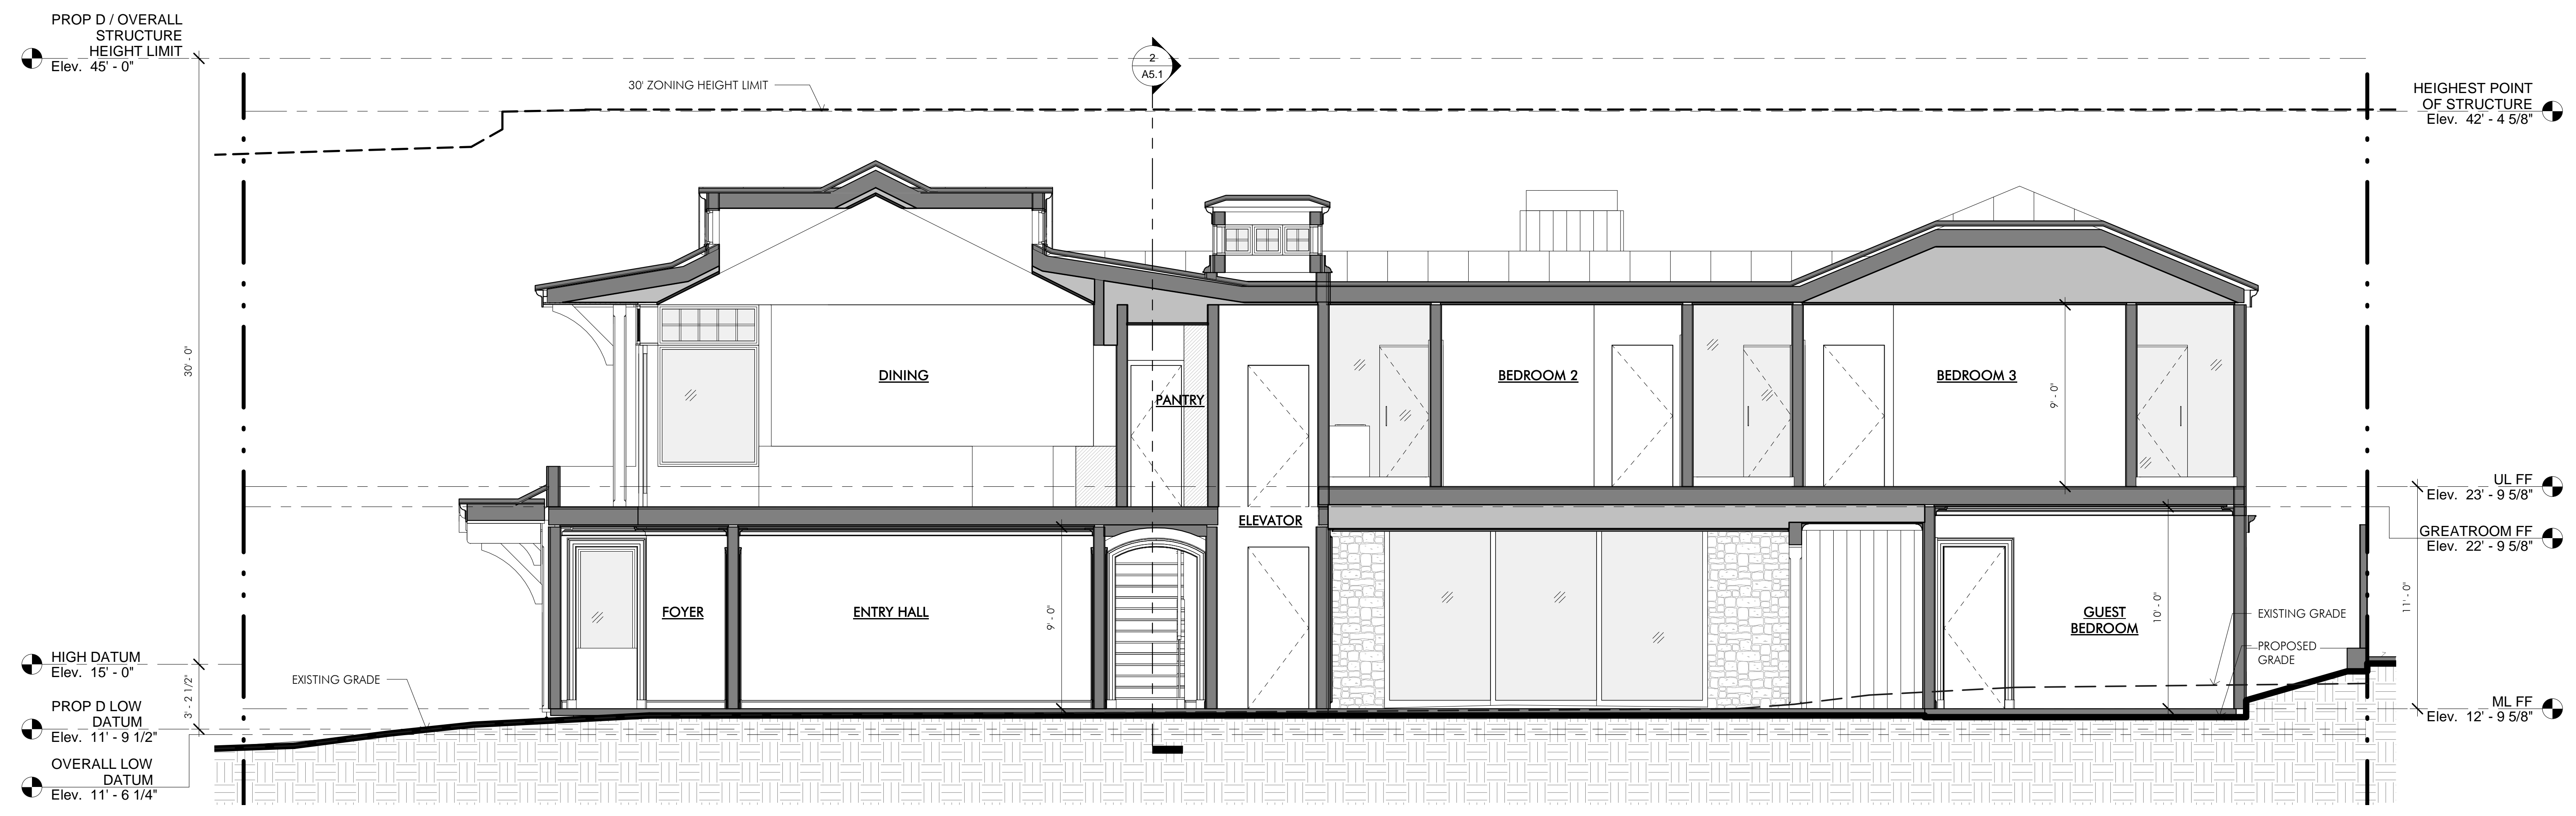 PROP D / OVERALL
STRUCTURE
HEIGHT LIMIT
Elev. 45' - 0"
2
A5.1
30' ZONING HEIGHT LIMIT
HEIGHEST POINT
OF STRUCTURE
Elev. 42' - 4 5/8"
30' - 0"
DINING
PANTRY
BEDROOM 2
BEDROOM 3
9' - 0"
UL FF
Elev. 23' - 9 5/8"
ELEVATOR
GREATROOM FF
Elev. 22' - 9 5/8"
FOYER
ENTRY HALL
9' - 0"
GUEST
BEDROOM
10' - 0"
11' - 0"
EXISTING GRADE
PROPOSED
GRADE
HIGH DATUM
Elev. 15' - 0"
EXISTING GRADE
3' - 2 1/2"
PROP D LOW
DATUM
Elev. 11' - 9 1/2"
ML FF
Elev. 12' - 9 5/8"
OVERALL LOW
DATUM
Elev. 11' - 6 1/4"